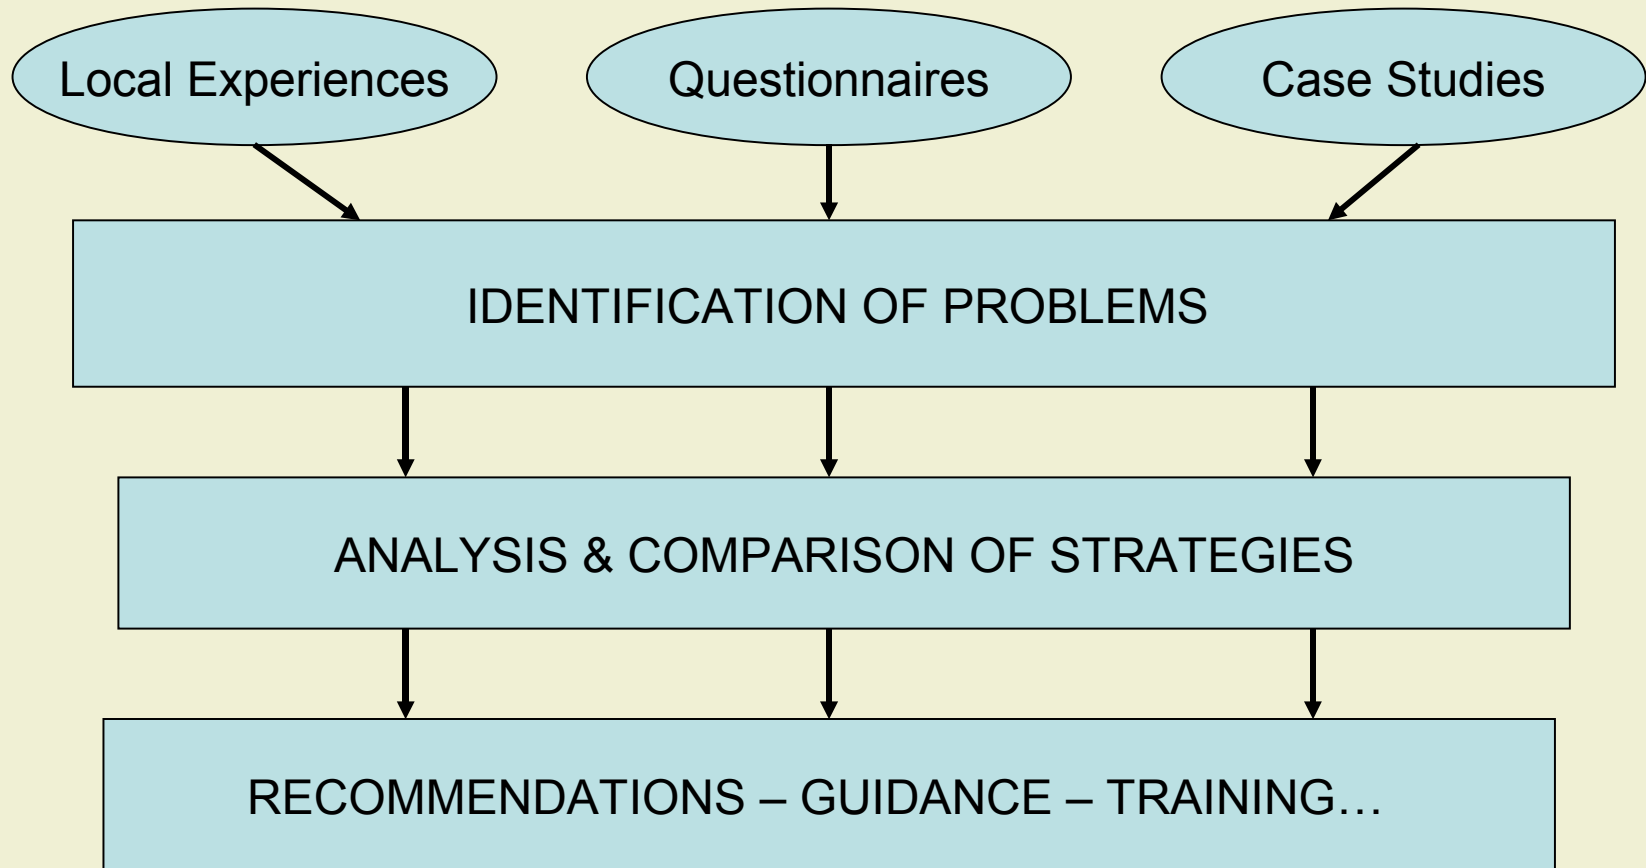 Local Experiences
Questionnaires
Case Studies
IDENTIFICATION OF PROBLEMS
ANALYSIS & COMPARISON OF STRATEGIES
RECOMMENDATIONS – GUIDANCE – TRAINING…